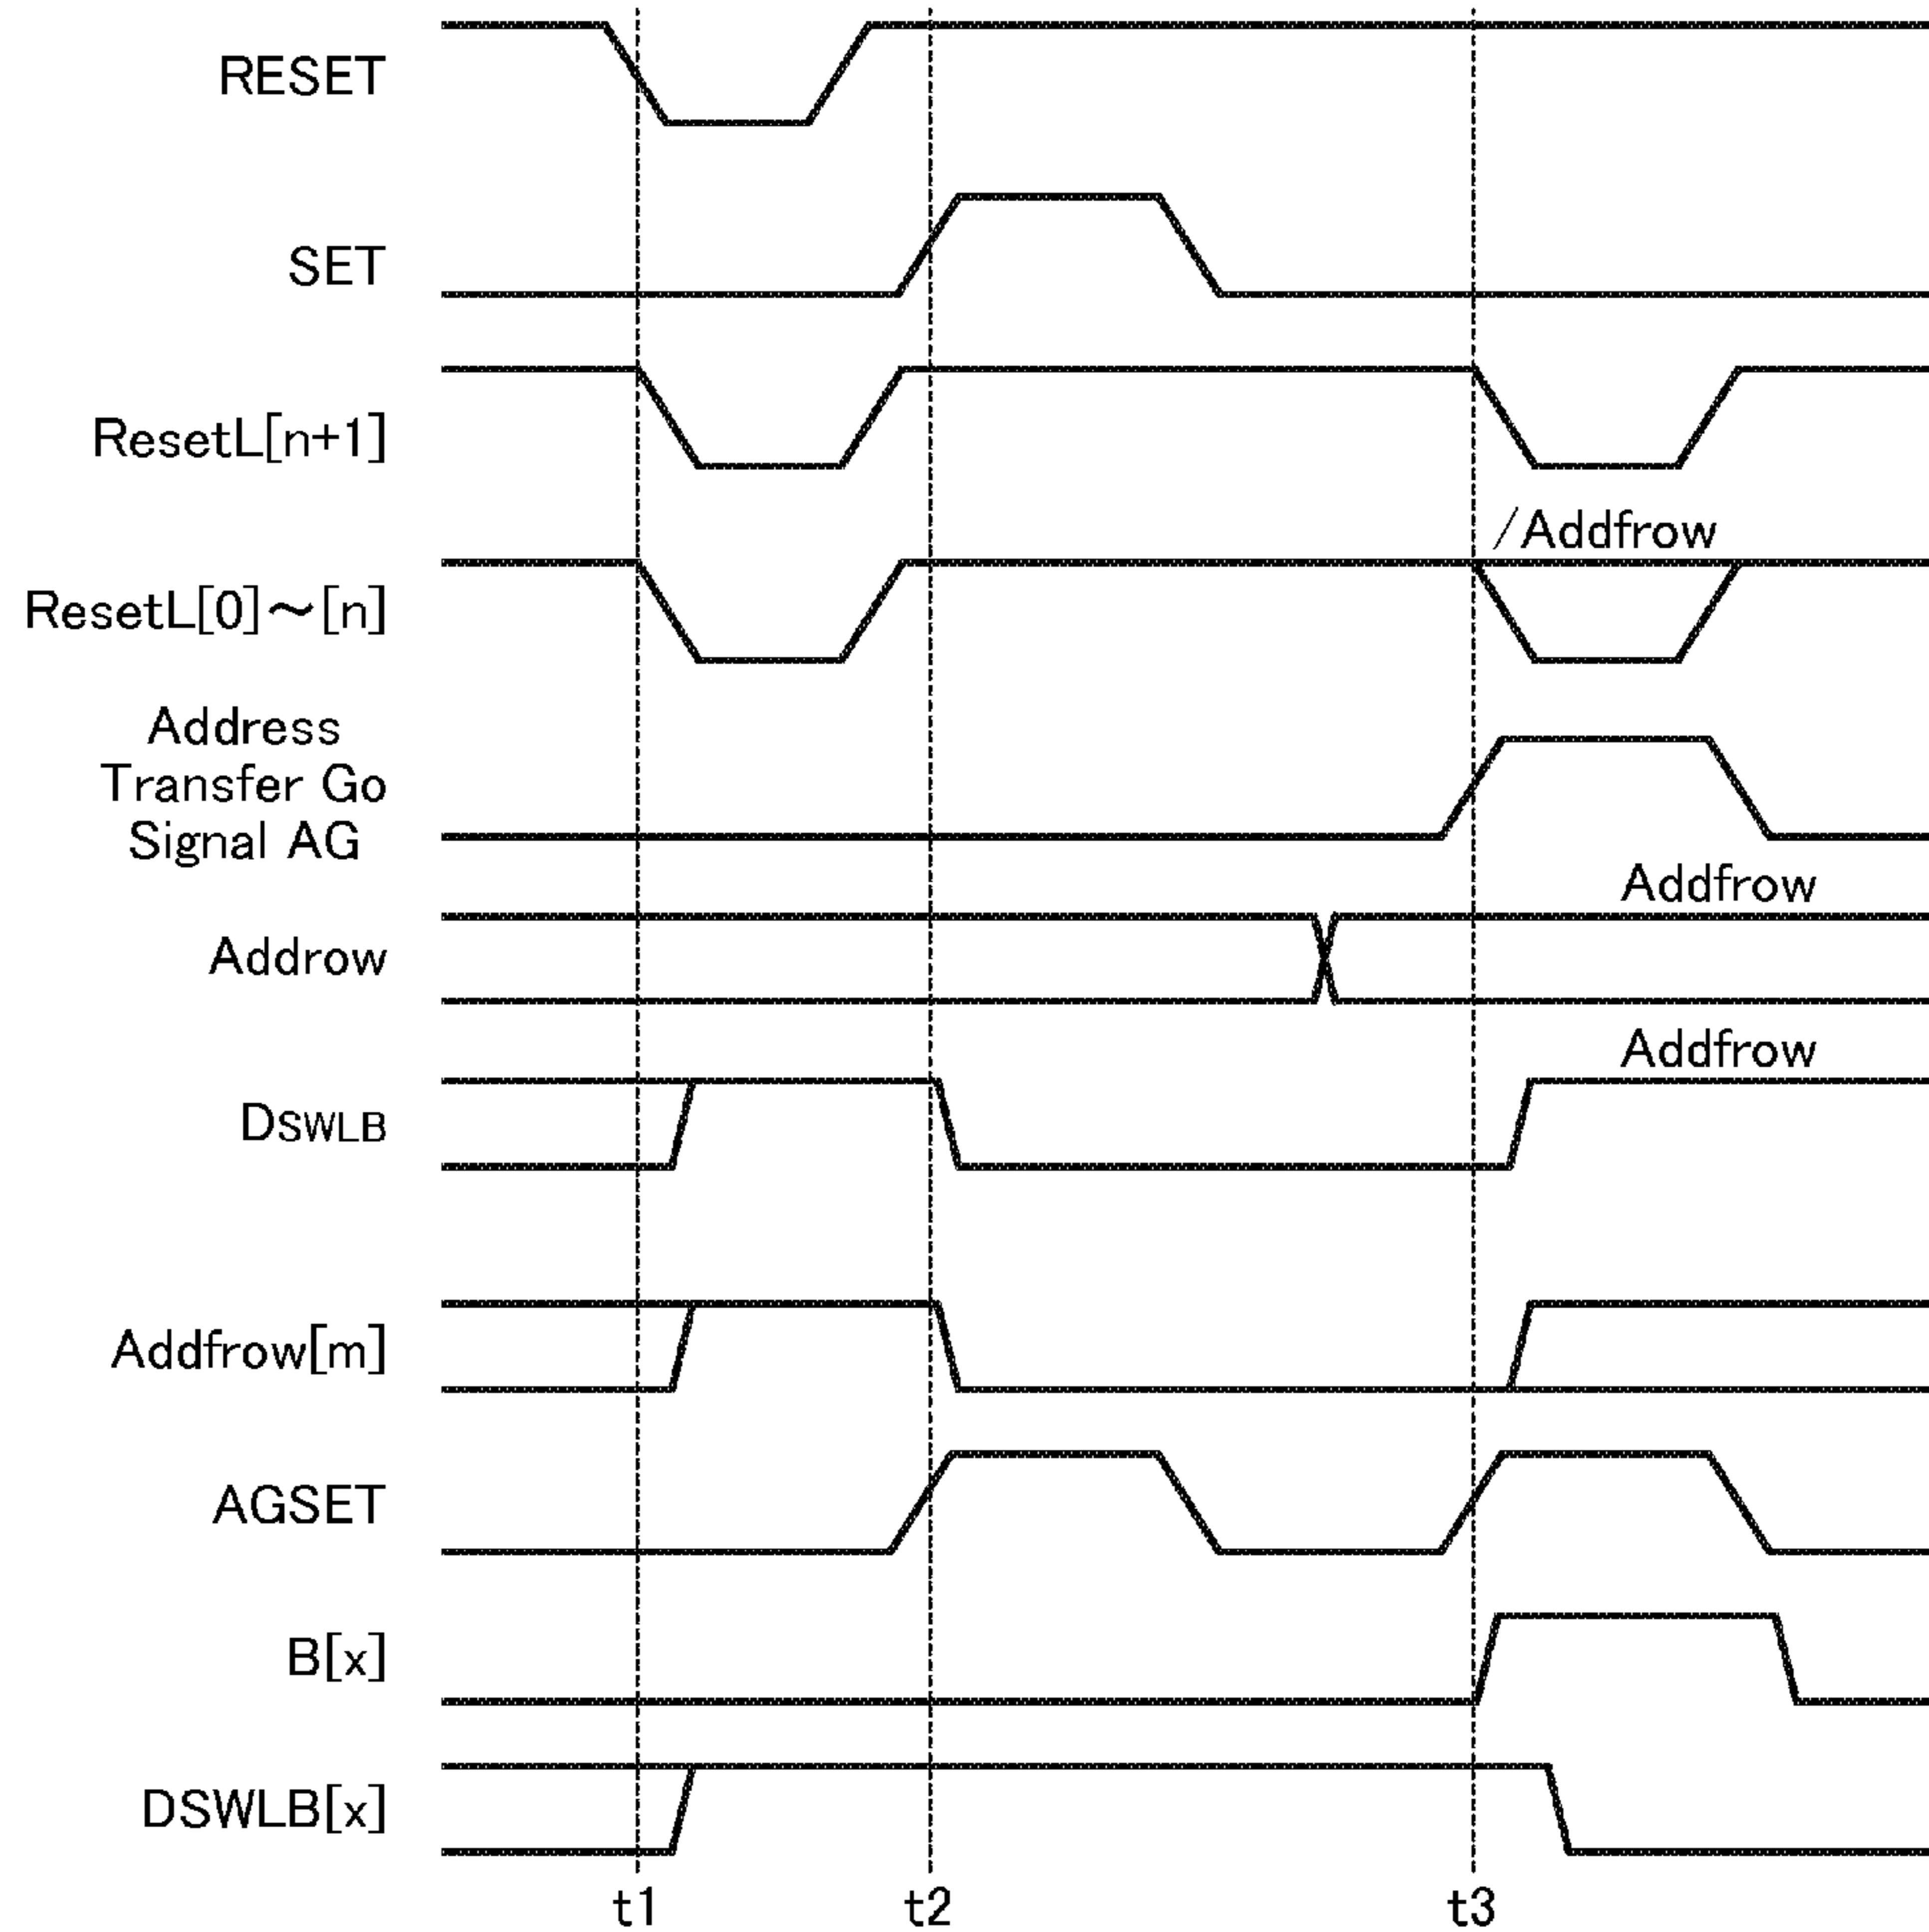 RESET
SET
ResetL[n+1]
/Addfrow
ResetL[0]～[n]
Address
Transfer Go
Signal AG
Addfrow
Addrow
Addfrow
DSWLB
Addfrow[m]
AGSET
B[x]
DSWLB[x]
t1 t2 t3